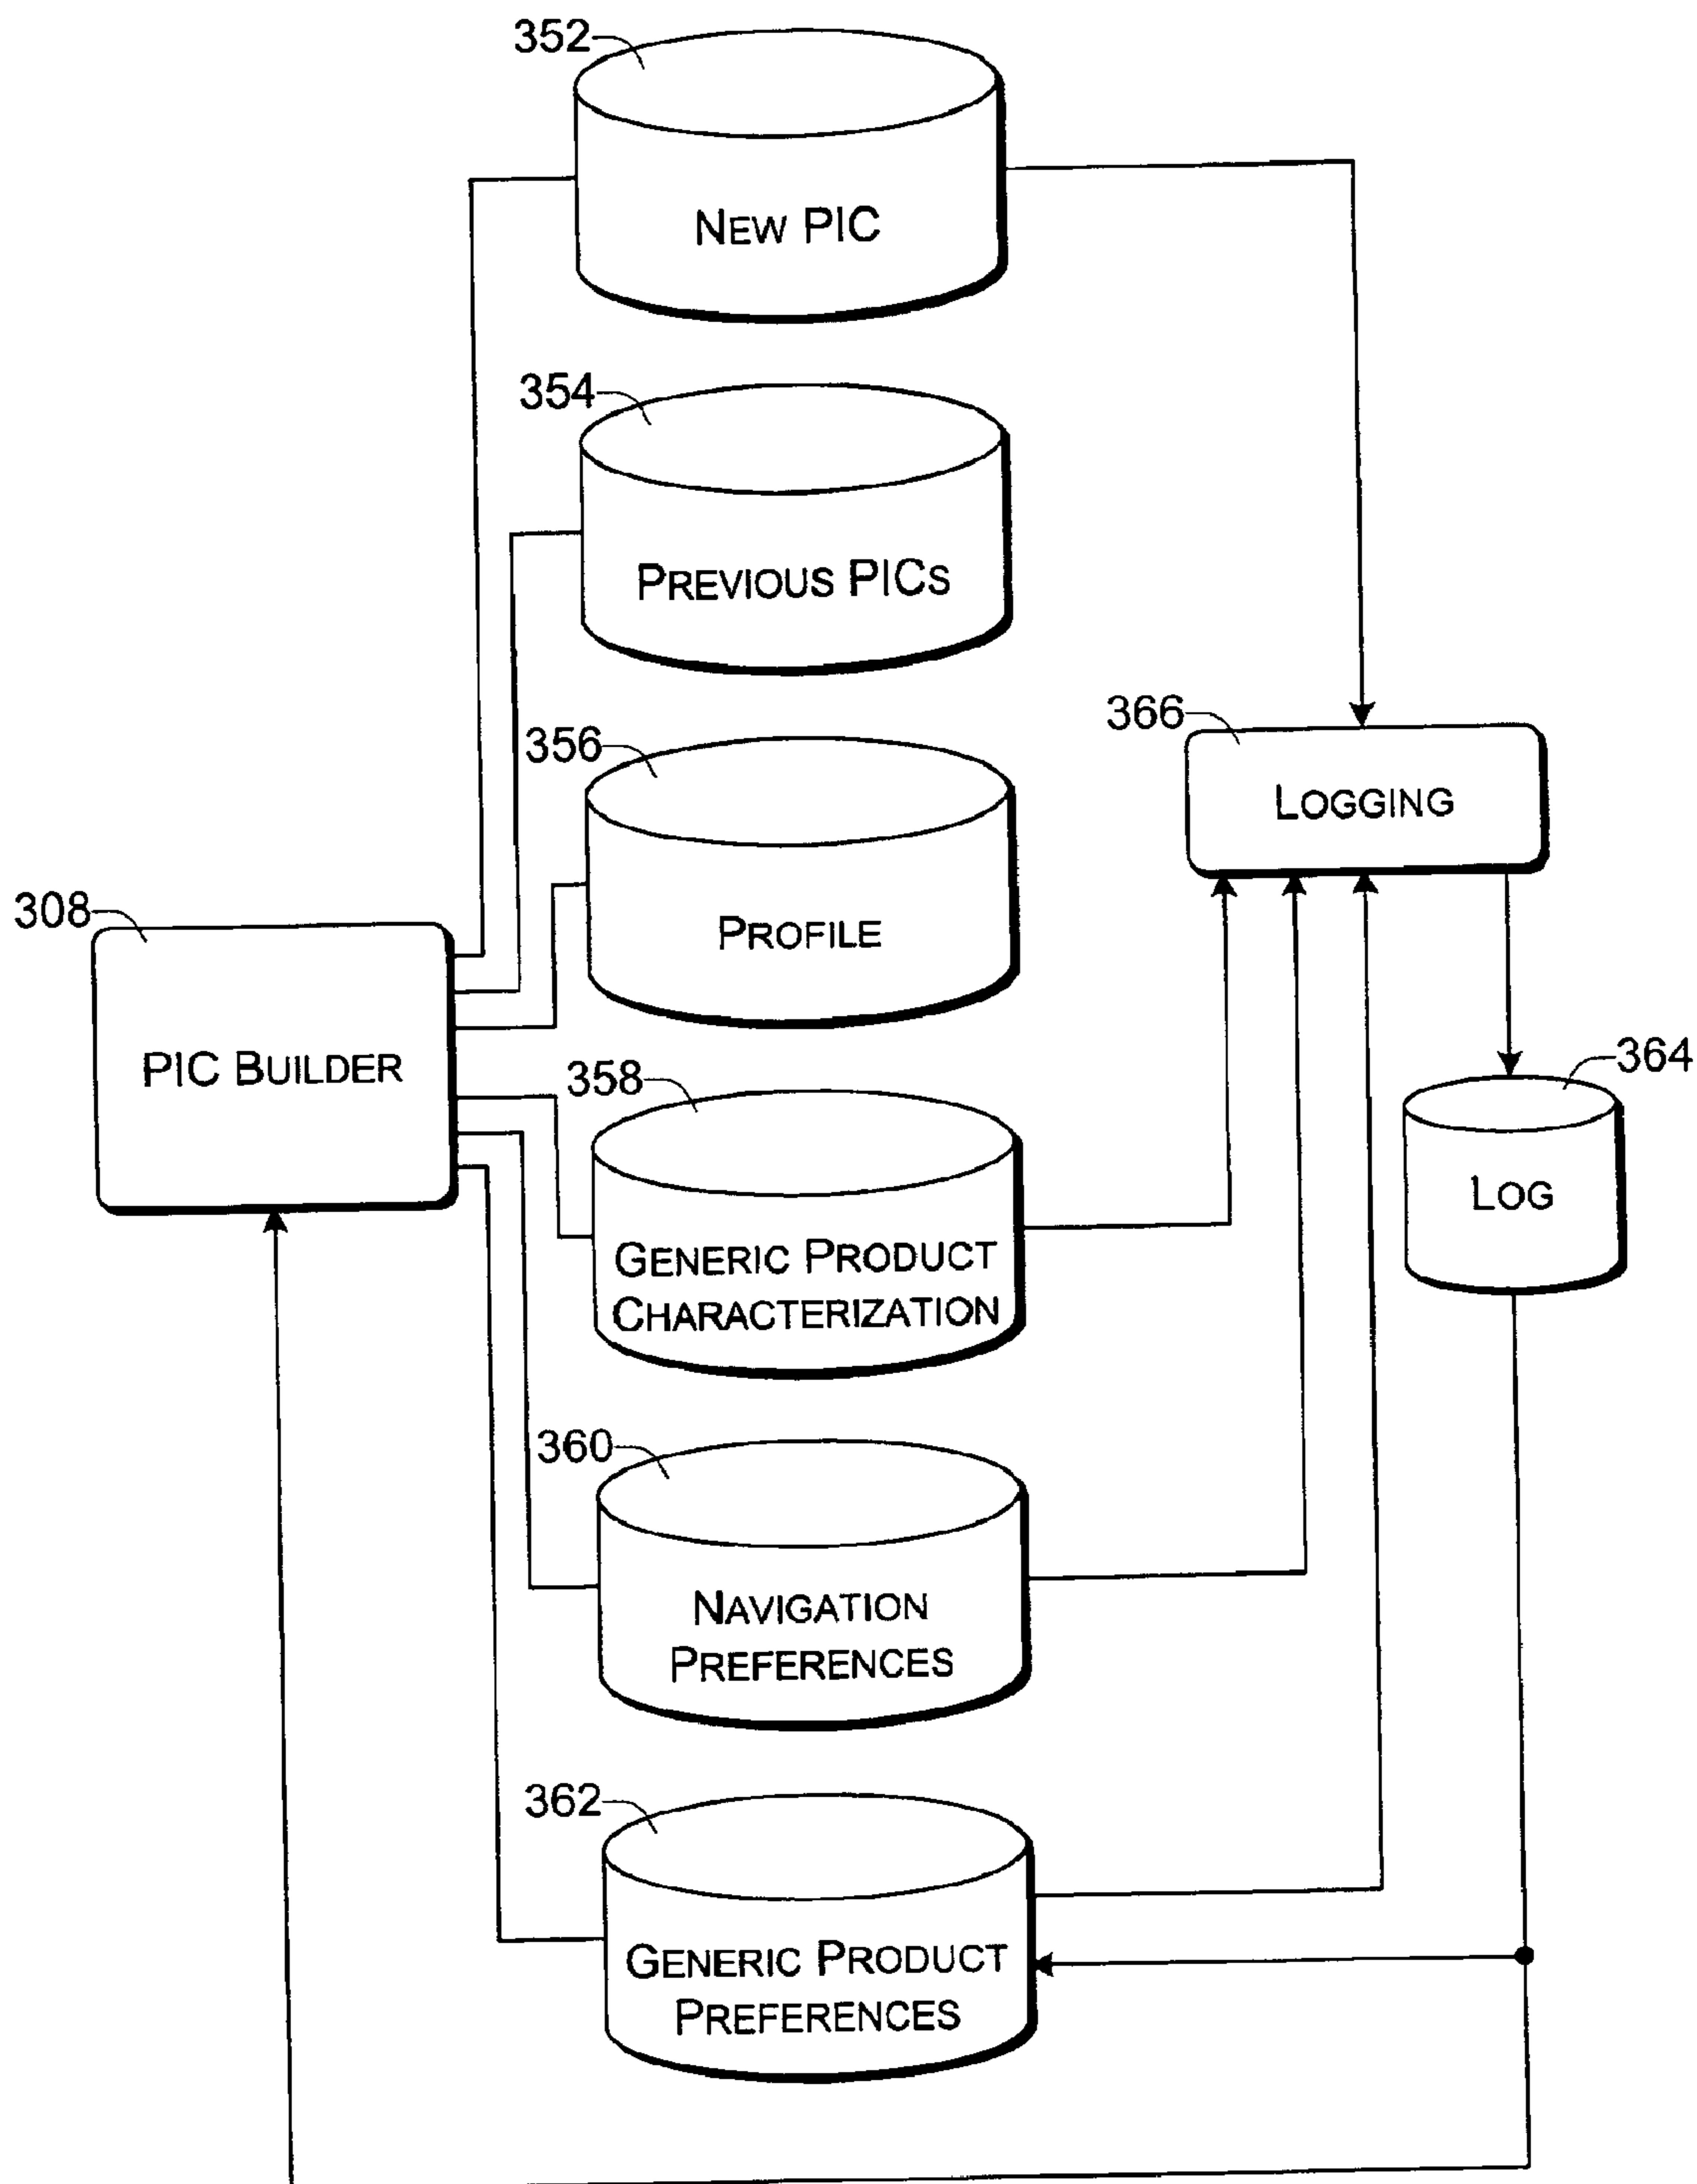 352
NEW PIC
354
PREVIOUS PICS
366
LOGGING
356
PROFILE
308
PIC BUILDER
358
GENERIC PRODUCT
CHARACTERIZATION
364
LOG
360
NAVIGATION
PREFERENCES
362
GENERIC PRODUCT
PREFERENCES